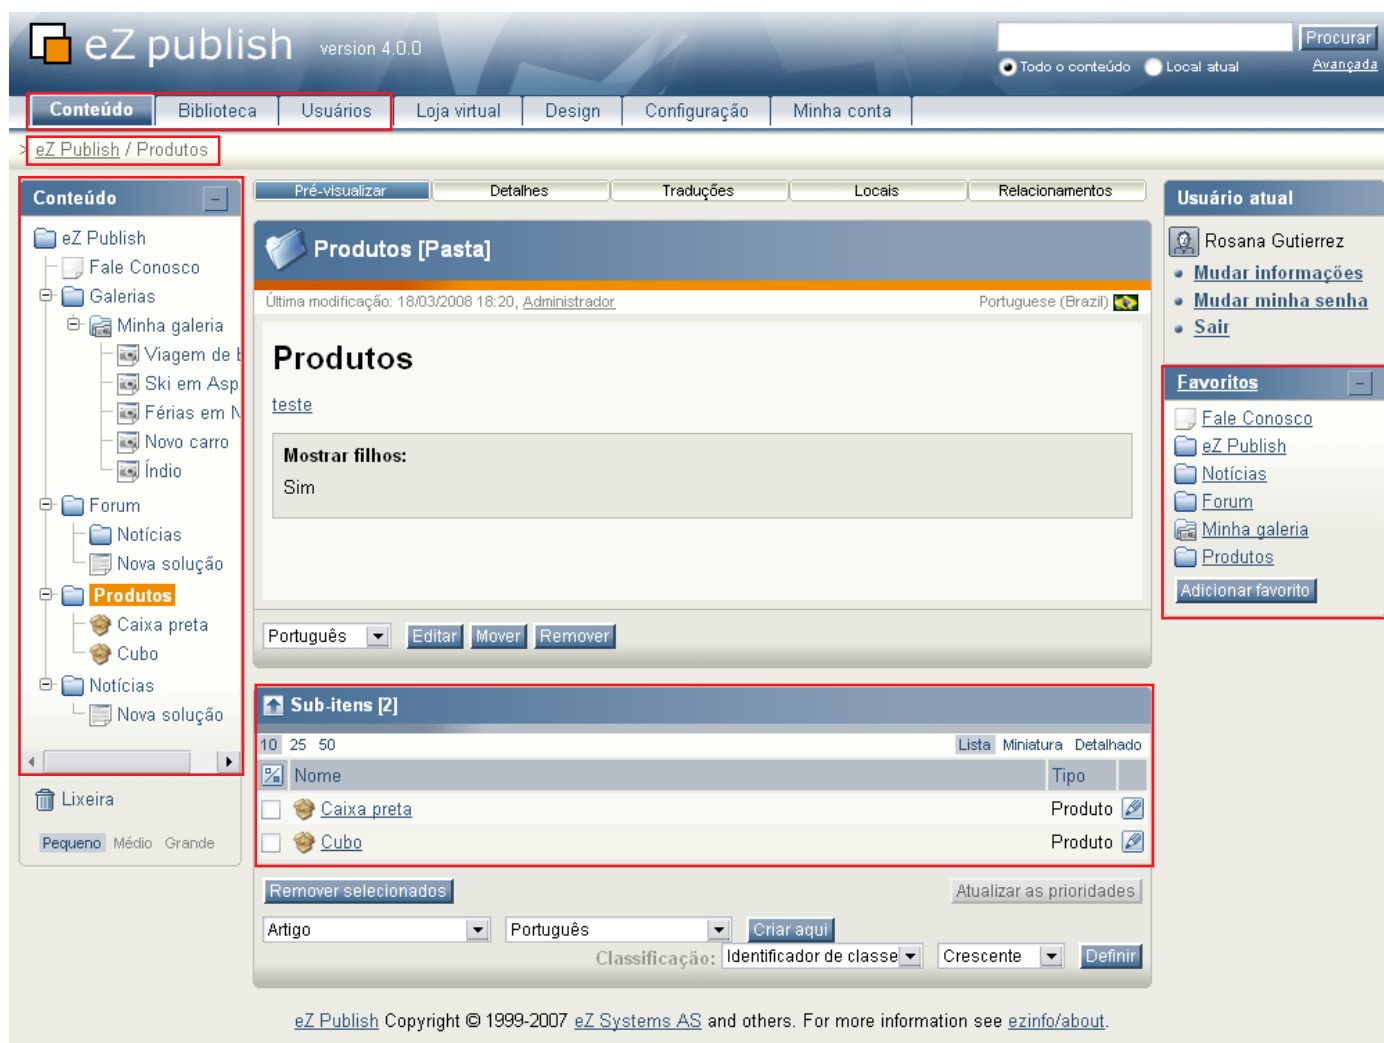 eZ publish version 4.0.0
Procurar
Todo o conteúdo Local atual Avançada
Conteúdo Biblioteca Usuários Loja virtual Design Configuração Minha conta
> eZ Publish / Produtos
Conteúdo
eZ Publish
Fale Conosco
Galerias
Minha galeria
Viagem de
Ski em Asp
Férias em
Novo carro
Índio
Forum
Notícias
Nova solução
Produtos
Caixa preta
Cubo
Notícias
Nova solução
Lixeira
Pequeno Médio Grande
Pré-visualizar Detalhes Traduções Locais Relacionamentos
Produtos [Pasta]
Última modificação: 18/03/2008 18:20, Administrador Portuguese (Brazil)
Produtos
teste
Mostrar filhos:
Sim
Português Editar Mover Remover
Sub-itens [2]
10 25 50 Lista Miniatura Detalhado
Nome Tipo
Caixa preta Produto
Cubo Produto
Remover selecionados Atualizar as prioridades
Artigo Português Criar aqui
Classificação: Identificador de classe Crescente Definir
Usuário atual
Rosana Gutierrez
Mudar informações
Mudar minha senha
Sair
Favoritos
Fale Conosco
eZ Publish
Notícias
Forum
Minha galeria
Produtos
Adicionar favorito
eZ Publish Copyright © 1999-2007 eZ Systems AS and others. For more information see ezinfo/about.